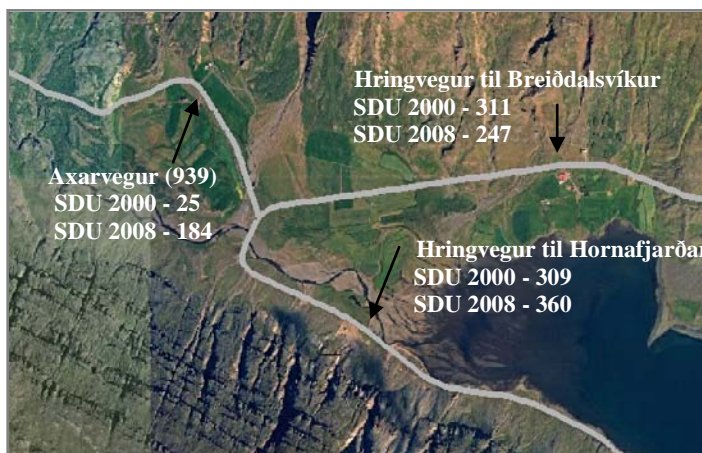 Hringvegur til Breiðdalsvíkur
SDU 2000 - 311
SDU 2008 - 247
Axarvegur (939)
SDU 2000 - 25
SDU 2008 - 184
Hringvegur til Hornafjarðar
SDU 2000 - 309
SDU 2008 - 360